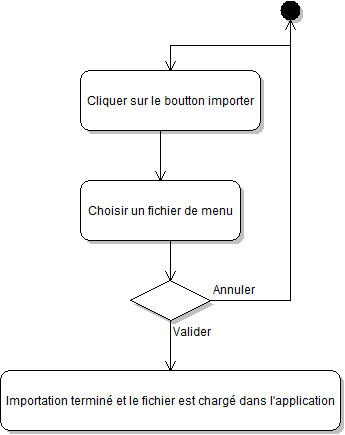 Cliquer sur le boutton importer
Choisir un fichier de menu
Annuler
Valider
Importation terminé et le fichier est chargé dans l'application